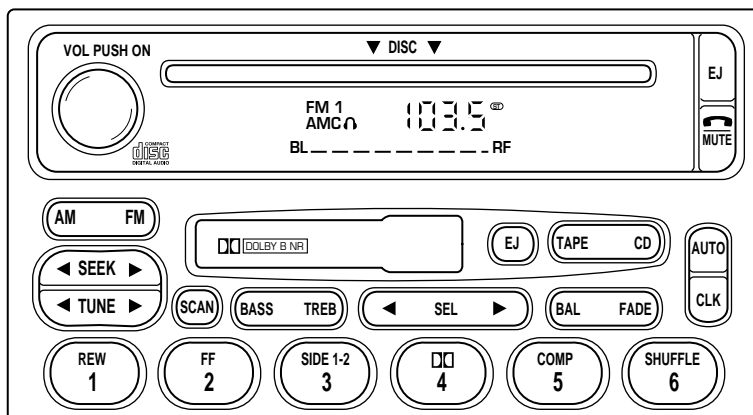 VOL PUSH ON
DISC
EJ
FM 1
AMC
103.5
ST
MUTE
BL
RF
COMPACT
disc
DIGITAL AUDIO
AM FM
DOLBY B NR
EJ
TAPE CD
AUTO
SEEK
TUNE
SCAN
BASS TREB
SEL
BAL FADE
CLK
REW
1
FF
2
SIDE 1-2
3
4
COMP
5
SHUFFLE
6